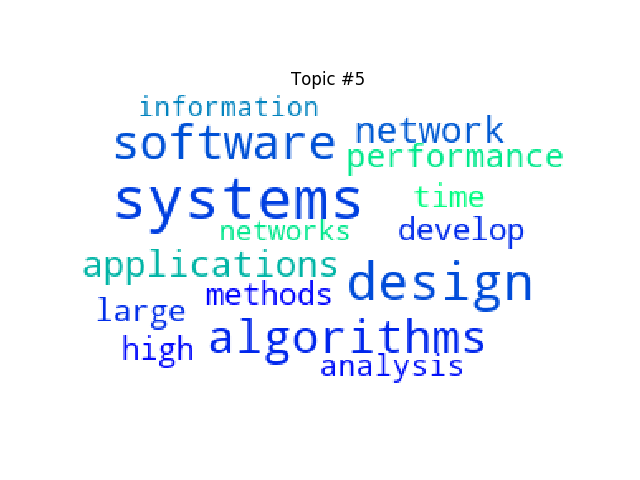 Topic #5
information
software network
performance
systems time
networks develop
applications
methods design
large
high algorithms
analysis